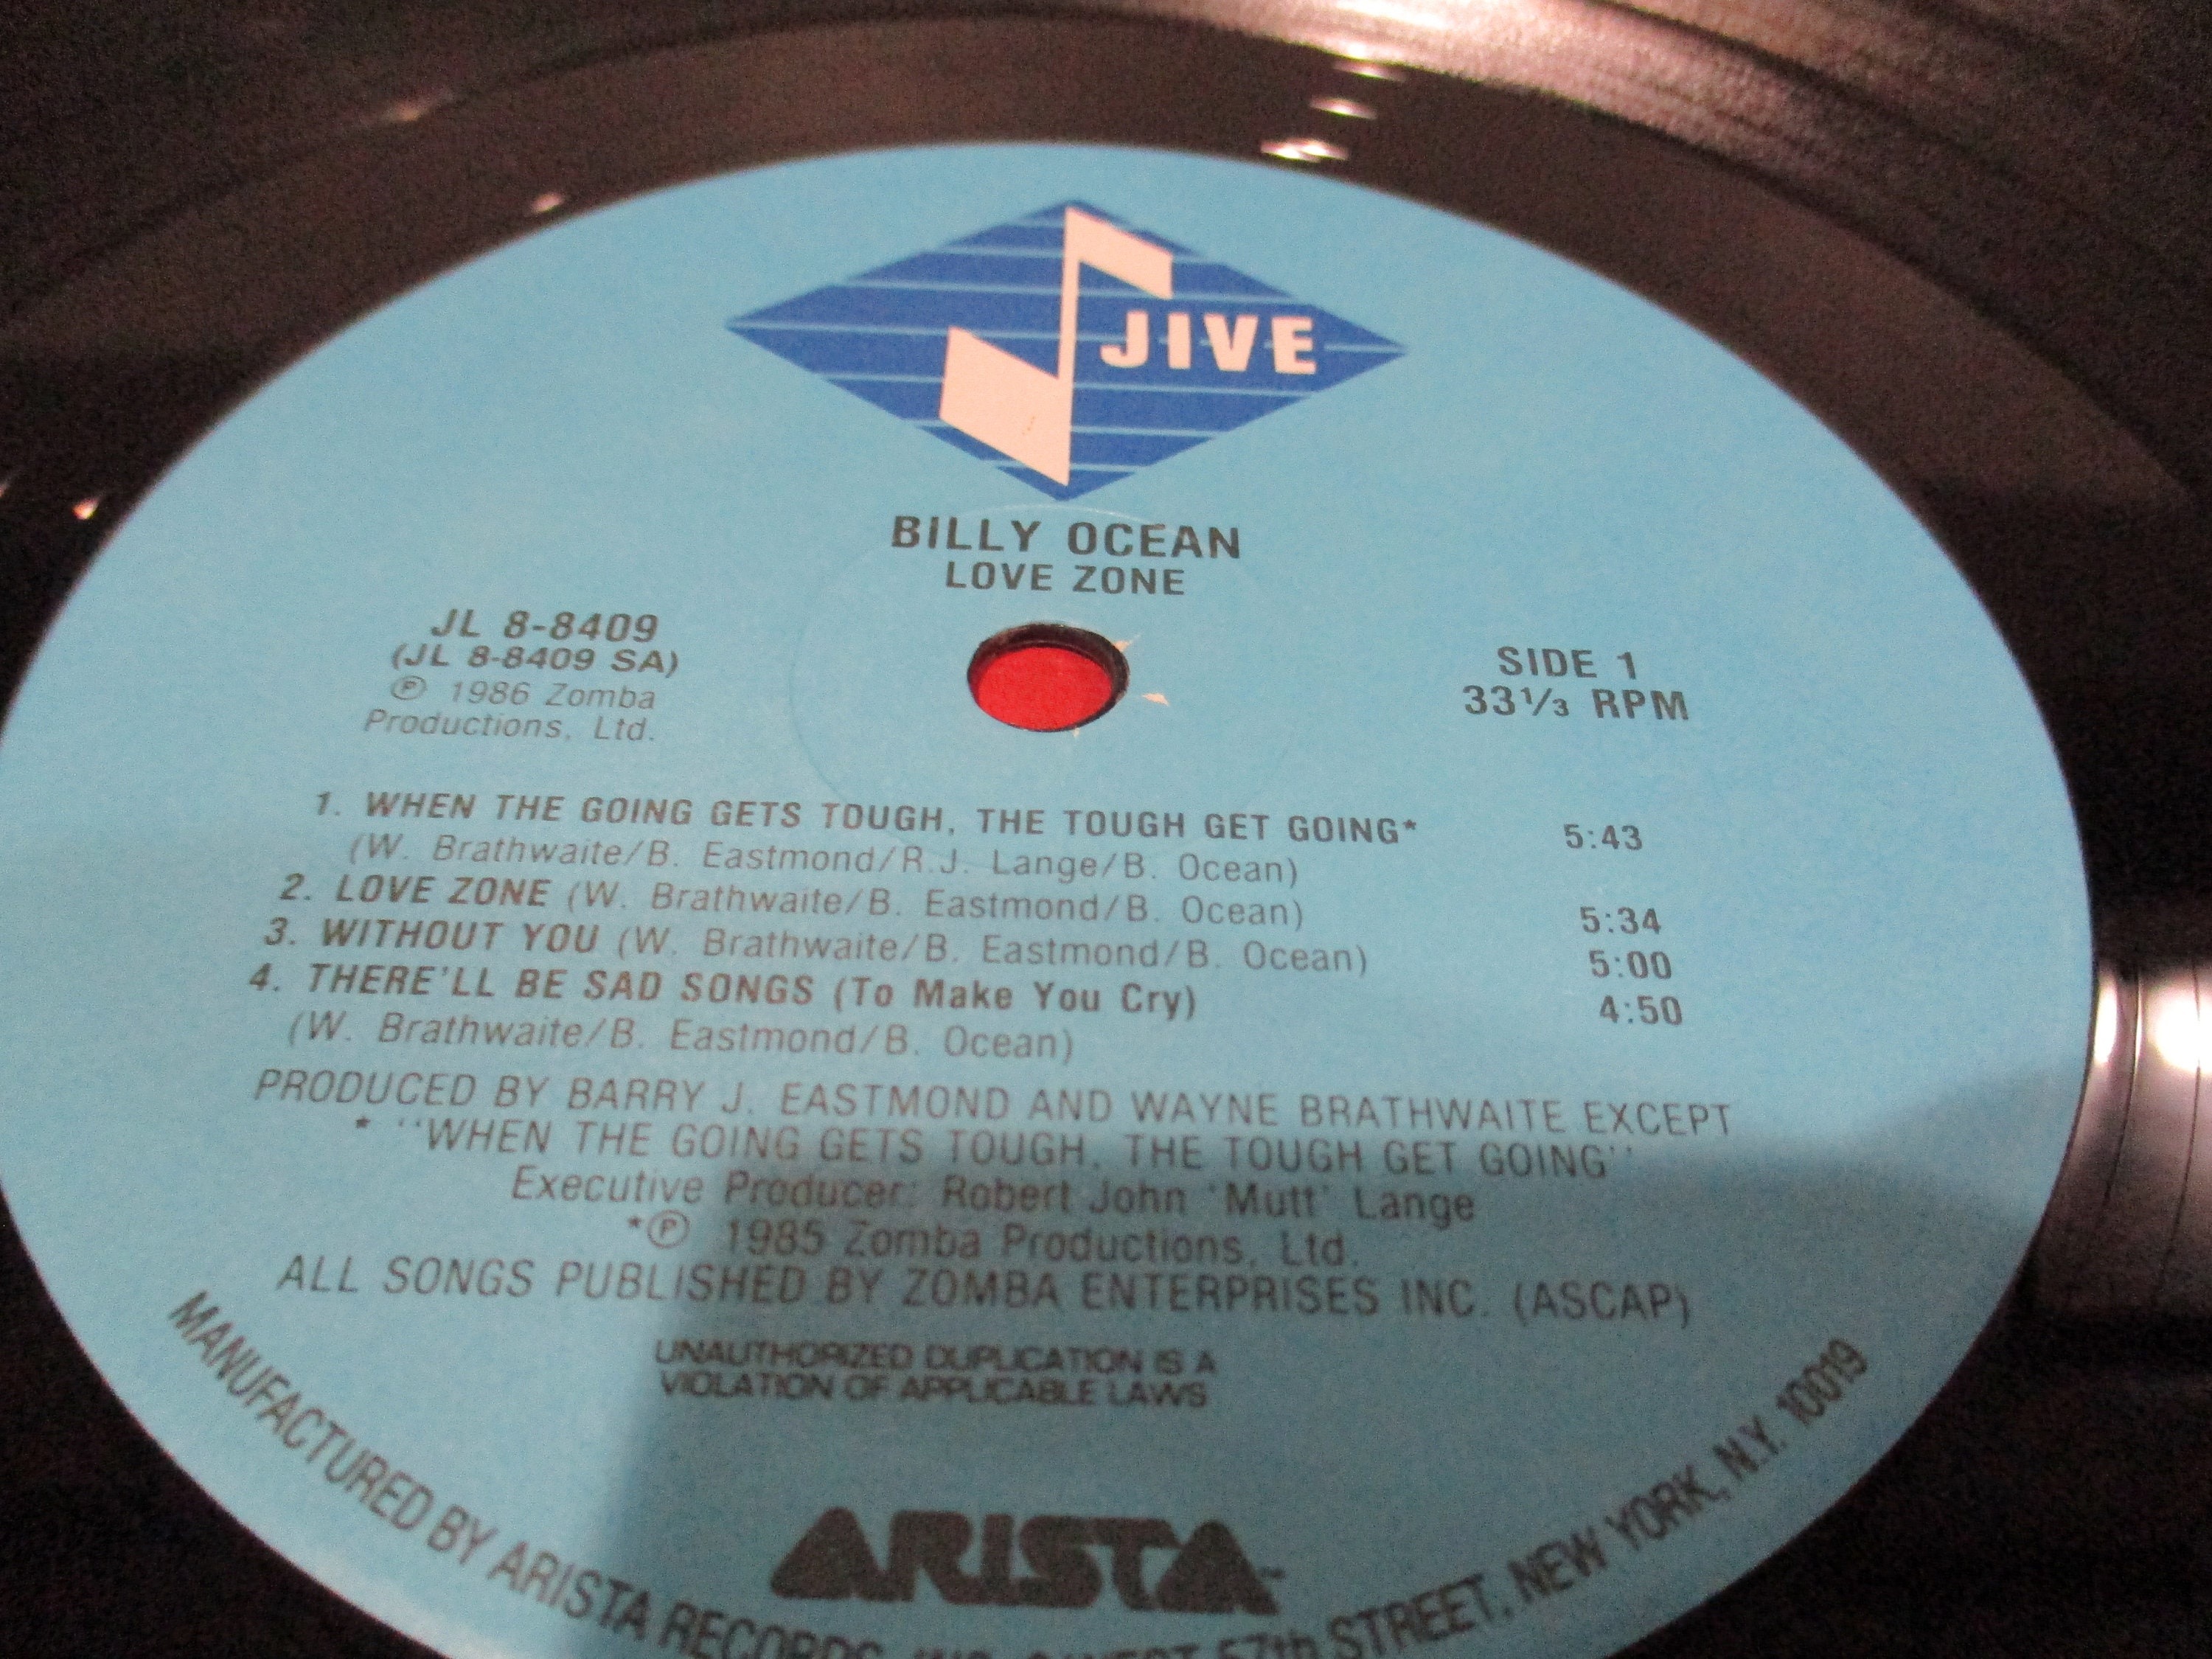 JIVE
BILLY OCEAN
LOVE ZONE
JL 8-8409
(JL 8-8409 SA)
Ⓟ 1986 Zomba
Productions, Ltd.
SIDE 1
33⅓ RPM
1. WHEN THE GOING GETS TOUGH, THE TOUGH GET GOING* 5:43
(W. Brathwaite/B. Eastmond/R.J. Lange/B. Ocean)
2. LOVE ZONE (W. Brathwaite/B. Eastmond/B. Ocean) 5:34
3. WITHOUT YOU (W. Brathwaite/B. Eastmond/B. Ocean) 5:00
4. THERE'LL BE SAD SONGS (To Make You Cry) 4:50
(W. Brathwaite/B. Eastmond/B. Ocean)
PRODUCED BY BARRY J. EASTMOND AND WAYNE BRATHWAITE EXCEPT
* "WHEN THE GOING GETS TOUGH, THE TOUGH GET GOING"
Executive Producer: Robert John 'Mutt' Lange
*Ⓟ 1985 Zomba Productions, Ltd.
ALL SONGS PUBLISHED BY ZOMBA ENTERPRISES INC. (ASCAP)
UNAUTHORIZED DUPLICATION IS A
VIOLATION OF APPLICABLE LAWS
ARISTA
MANUFACTURED BY ARISTA RECORDS, WEST 57th STREET, NEW YORK, N.Y. 10019